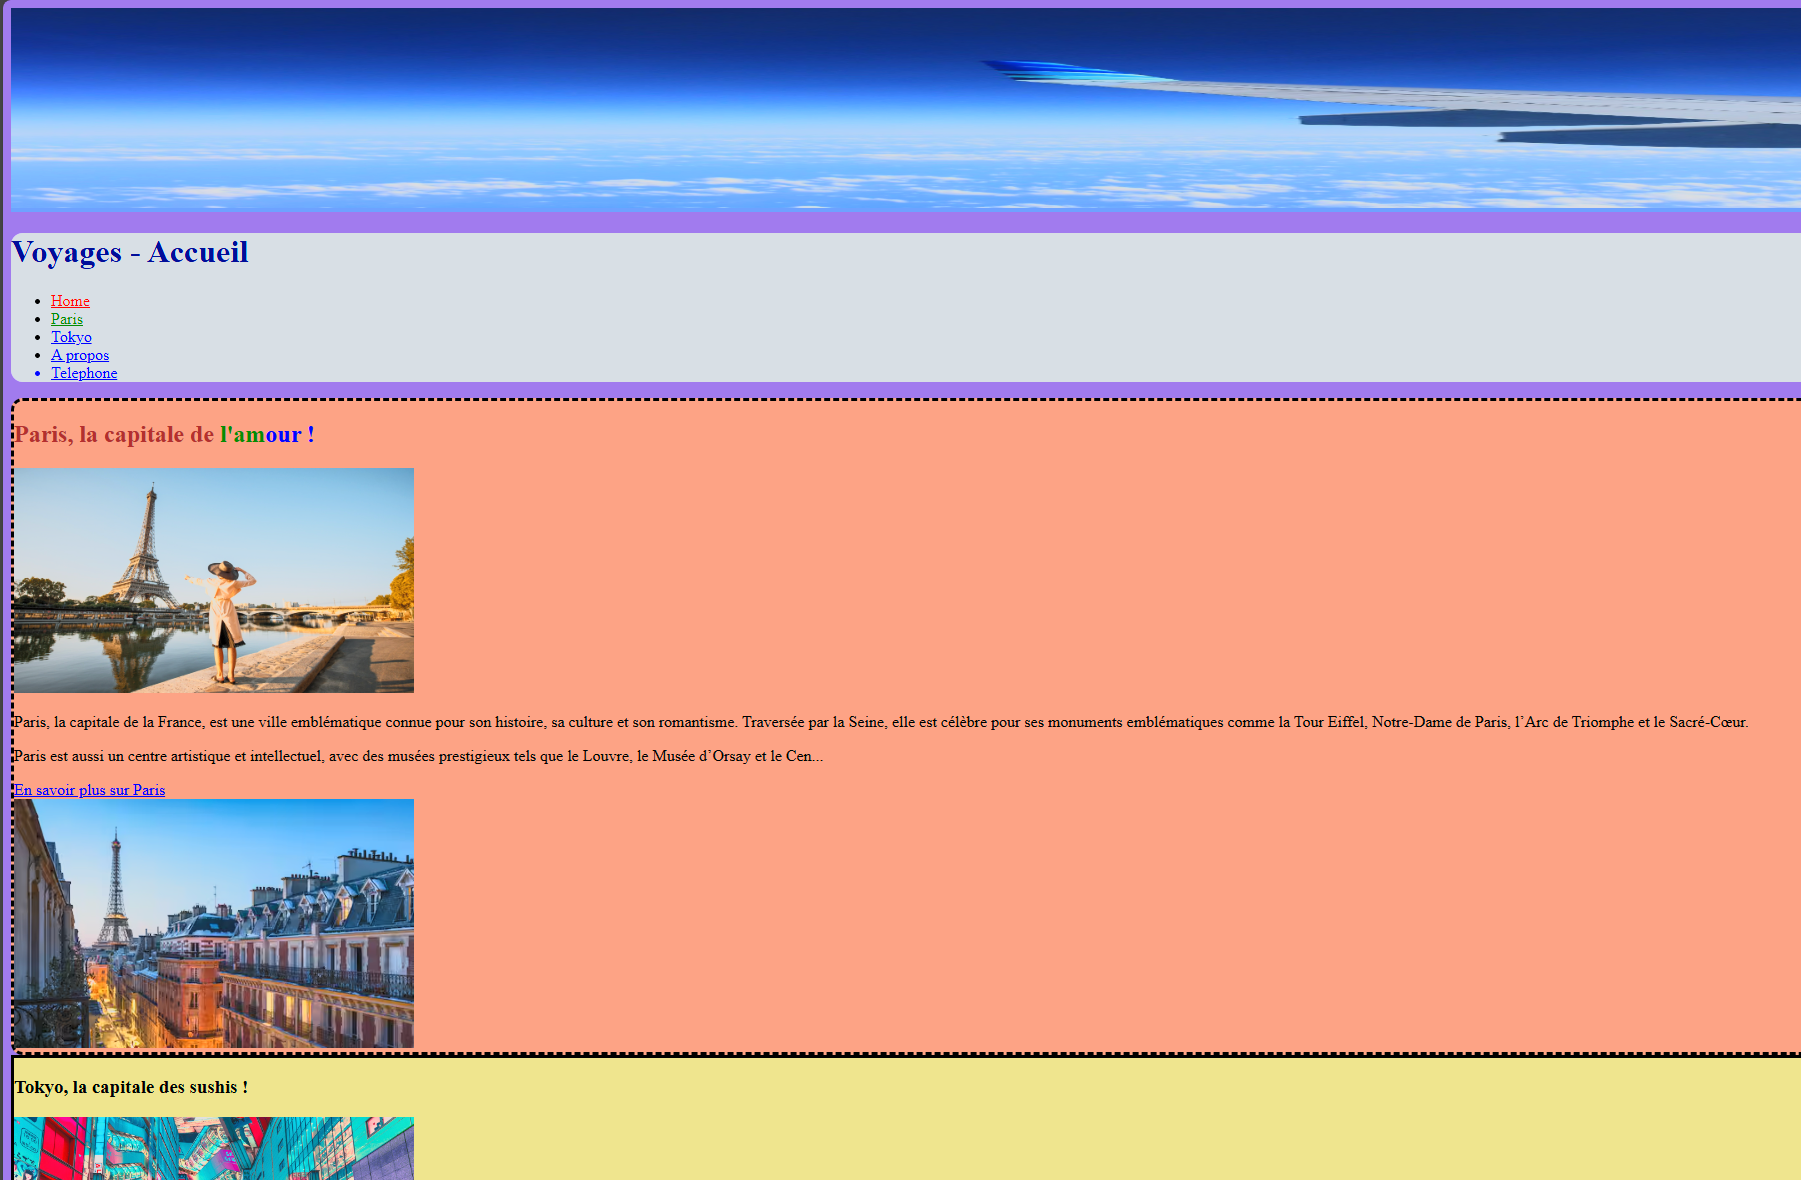 Voyages - Accueil
Home
Paris
Tokyo
A propos
Telephone
Paris, la capitale de l'amour !
Paris, la capitale de la France, est une ville emblématique connue pour son histoire, sa culture et son romantisme. Traversée par la Seine, elle est célèbre pour ses monuments emblématiques comme la Tour Eiffel, Notre-Dame de Paris, l’Arc de Triomphe et le Sacré-Cœur.
Paris est aussi un centre artistique et intellectuel, avec des musées prestigieux tels que le Louvre, le Musée d’Orsay et le Cen...
En savoir plus sur Paris
Tokyo, la capitale des sushis !